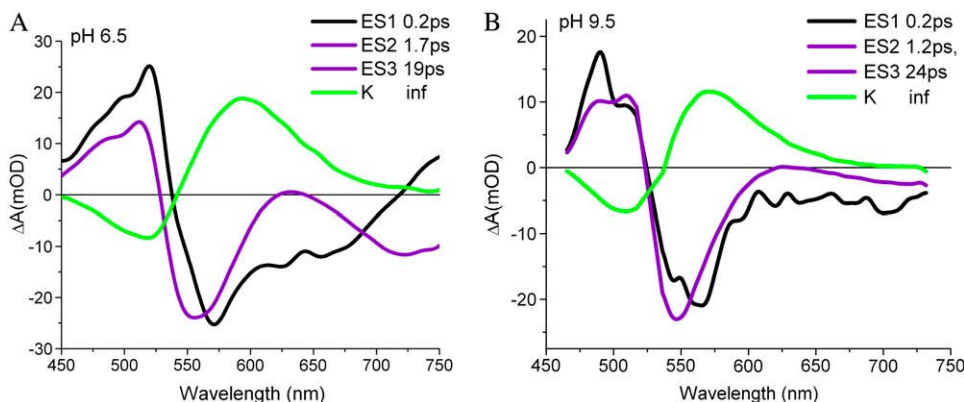 A
pH 6.5
ES1 0.2ps
ES2 1.7ps
ES3 19ps
K inf
30
20
10
0
-10
-20
-30
ΔA(mOD)
450 500 550 600 650 700 750
Wavelength (nm)
B
pH 9.5
ES1 0.2ps
ES2 1.2ps,
ES3 24ps
K inf
20
10
0
-10
-20
ΔA(mOD)
450 500 550 600 650 700 750
Wavelength (nm)